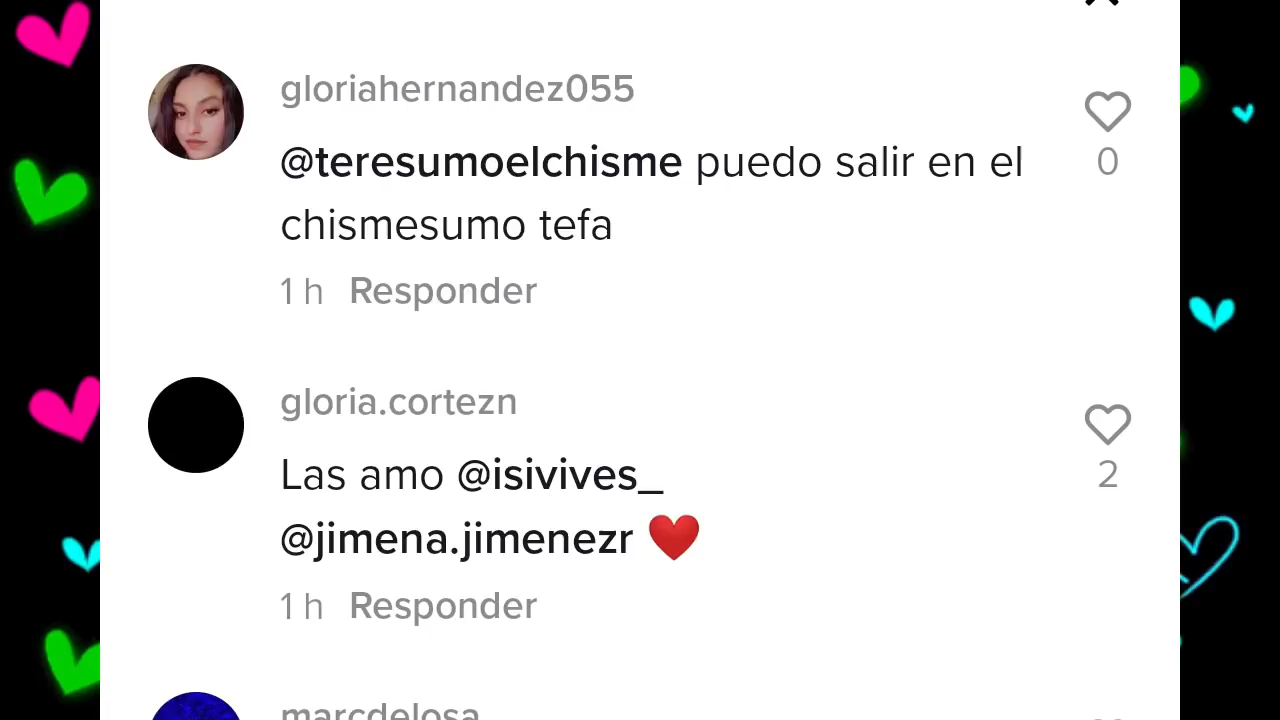 gloriahernandez055
@teresumoelchisme puedo salir en el
0
chismesumo tefa
1 h Responder
gloria.cortezn
Las amo @isivives_
2
@jimena.jimenezr ❤️
1 h Responder
marcdelosa